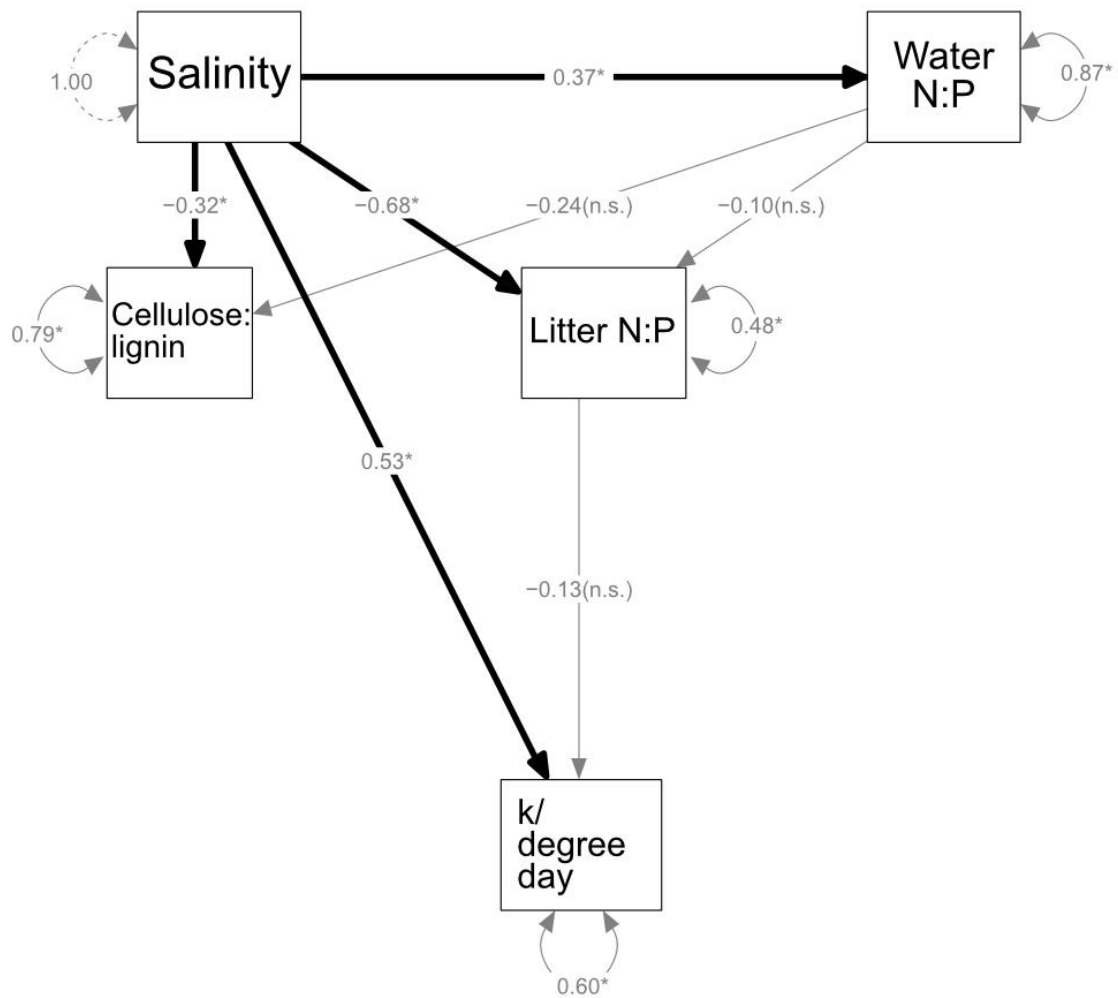 Salinity
Water
N:P
1.00
0.37*
0.87*
−0.32*
−0.68*
−0.24(n.s.)
−0.10(n.s.)
Cellulose:
lignin
0.79*
Litter N:P
0.48*
0.53*
−0.13(n.s.)
k/
degree
day
0.60*